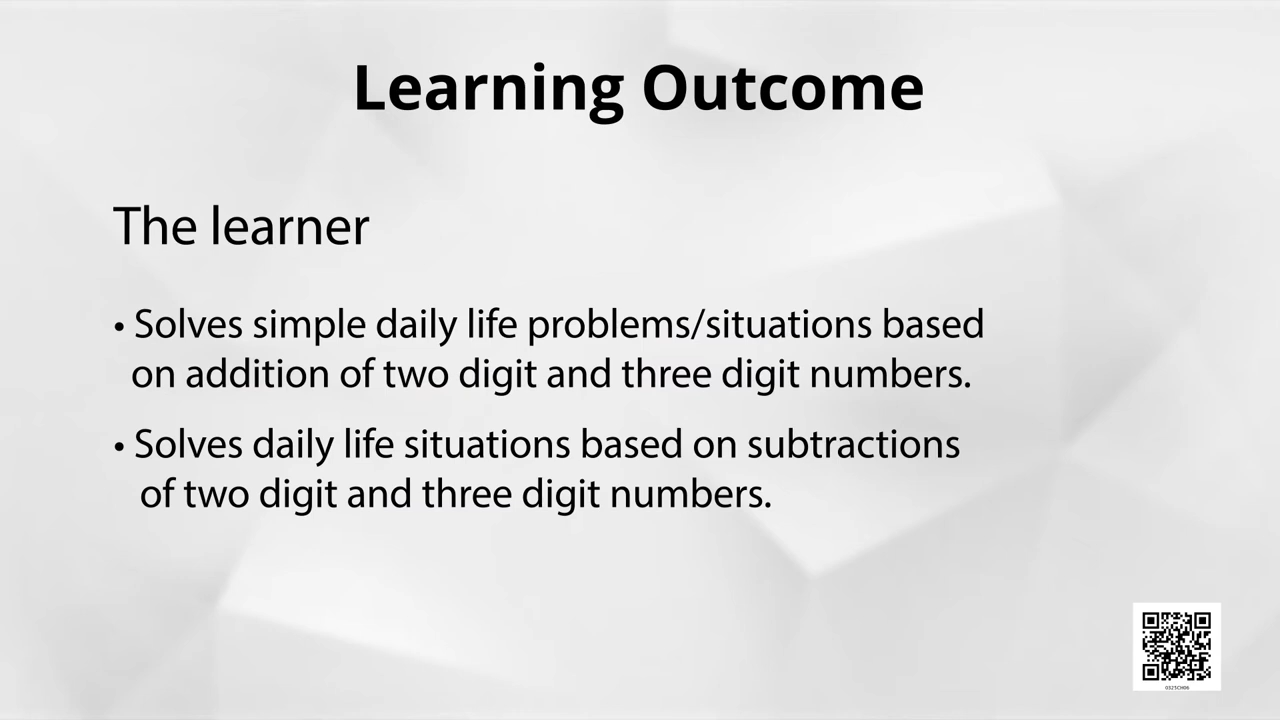 Learning Outcome
The learner
• Solves simple daily life problems/situations based
on addition of two digit and three digit numbers.
• Solves daily life situations based on subtractions
of two digit and three digit numbers.
0325CH06